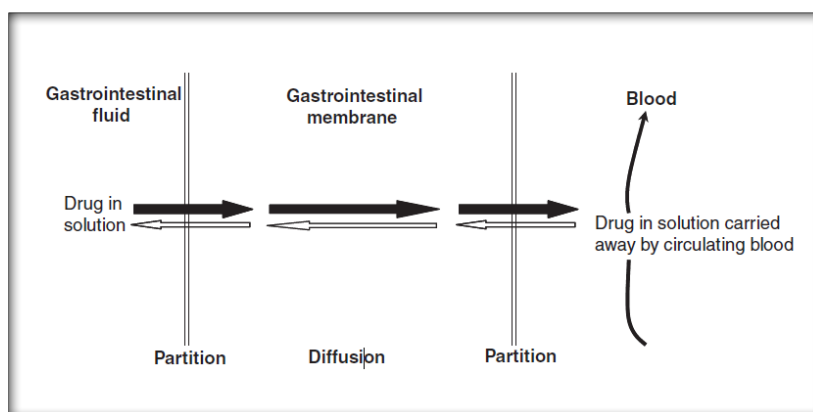 Gastrointestinal
fluid
Gastrointestinal
membrane
Blood
Drug in
solution
Drug in solution carried
away by circulating blood
Partition
Diffusion
Partition